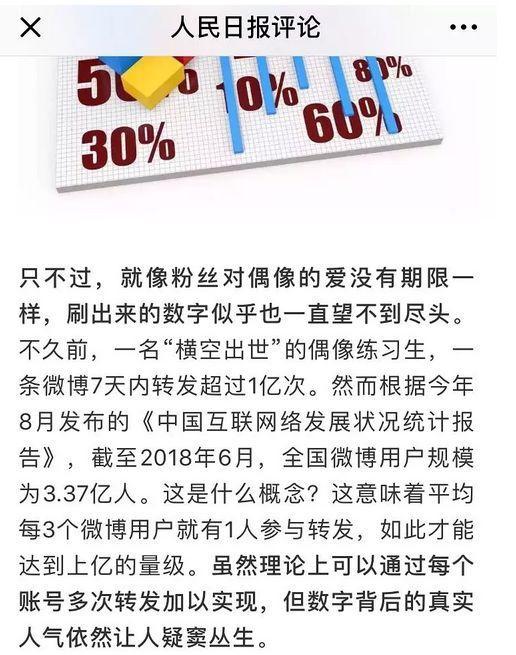 人民日报评论
50%
10%
80%
30%
60%
只不过，就像粉丝对偶像的爱没有期限一
样，刷出来的数字似乎也一直望不到尽头。
不久前，一名“横空出世”的偶像练习生，一
条微博7天内转发超过1亿次。然而根据今年
8月发布的《中国互联网络发展状况统计报
告》，截至2018年6月，全国微博用户规模
为3.37亿人。这是什么概念？这意味着平均
每3个微博用户就有1人参与转发，如此才能
达到上亿的量级。虽然理论上可以通过每个
账号多次转发加以实现，但数字背后的真实
人气依然让人疑窦丛生。